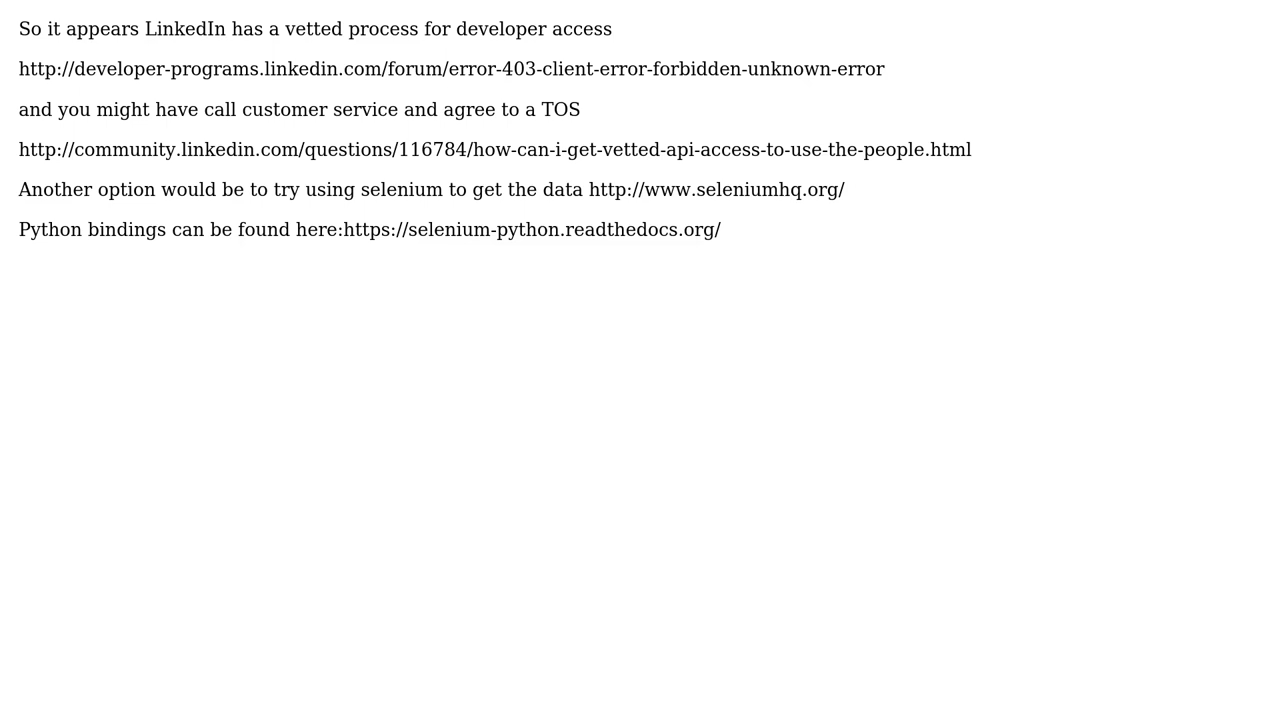 So it appears LinkedIn has a vetted process for developer access
http://developer-programs.linkedin.com/forum/error-403-client-error-forbidden-unknown-error
and you might have call customer service and agree to a TOS
http://community.linkedin.com/questions/116784/how-can-i-get-vetted-api-access-to-use-the-people.html
Another option would be to try using selenium to get the data http://www.seleniumhq.org/
Python bindings can be found here:https://selenium-python.readthedocs.org/